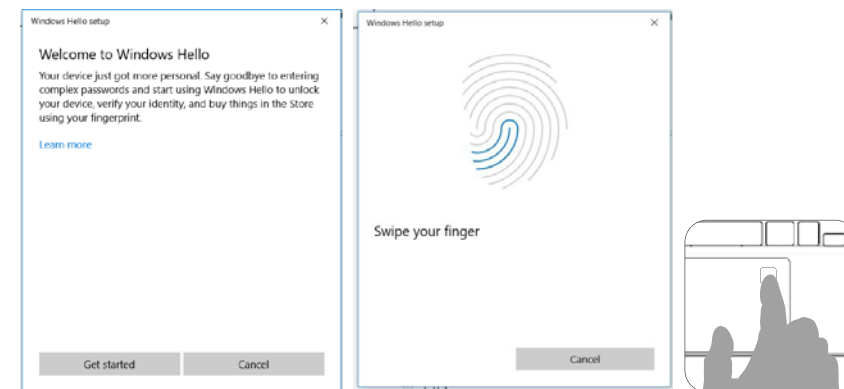 Windows Hello setup
Welcome to Windows Hello
Your device just got more personal. Say goodbye to entering
complex passwords and start using Windows Hello to unlock
your device, verify your identity, and buy things in the Store
using your fingerprint.
Learn more
Get started
Cancel
Windows Hello setup
Swipe your finger
Cancel